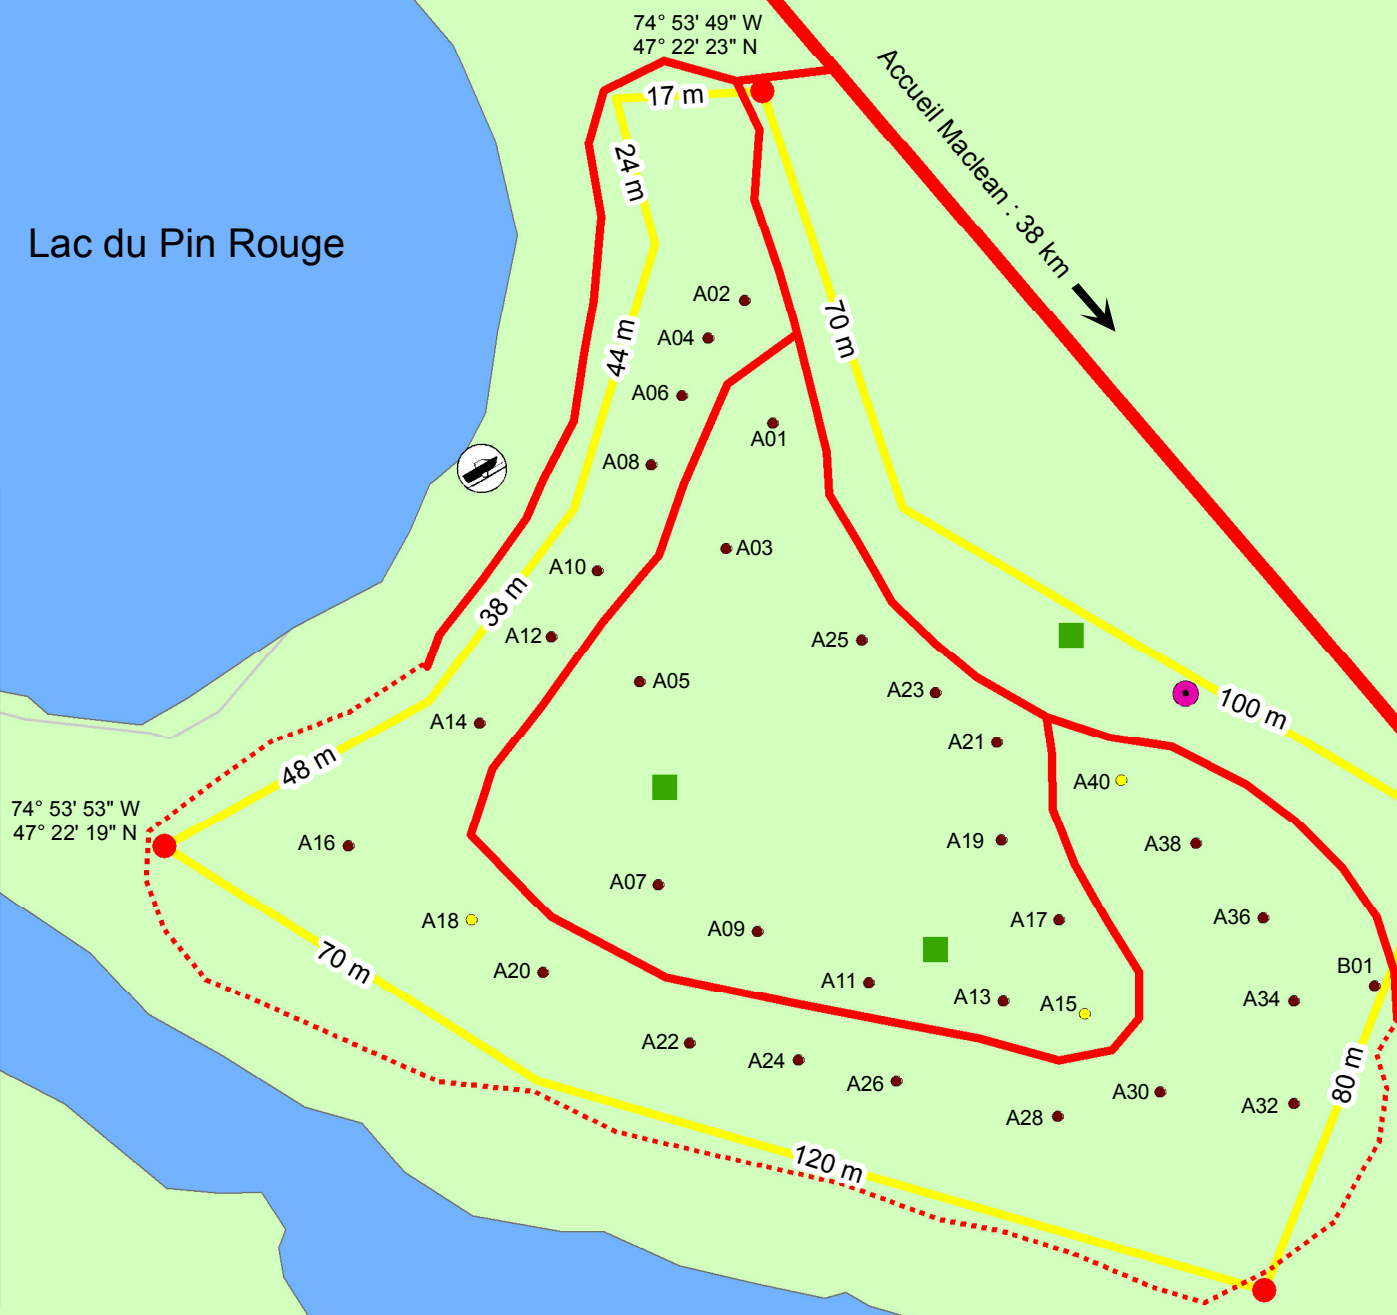 74° 53' 49" W
47° 22' 23" N
Accueil Maclean : 38 km
17 m
24 m
Lac du Pin Rouge
A02
70 m
44 m
A04
A06
A01
A08
A03
A10
38 m
A12
A25
A05
A23
100 m
A14
A21
48 m
A40
74° 53' 53" W
47° 22' 19" N
A16
A19
A38
A07
A18
A09
A17
A36
70 m
A20
A11
A13
A15
A34
B01
A22
A24
A26
80 m
A28
A30
A32
120 m